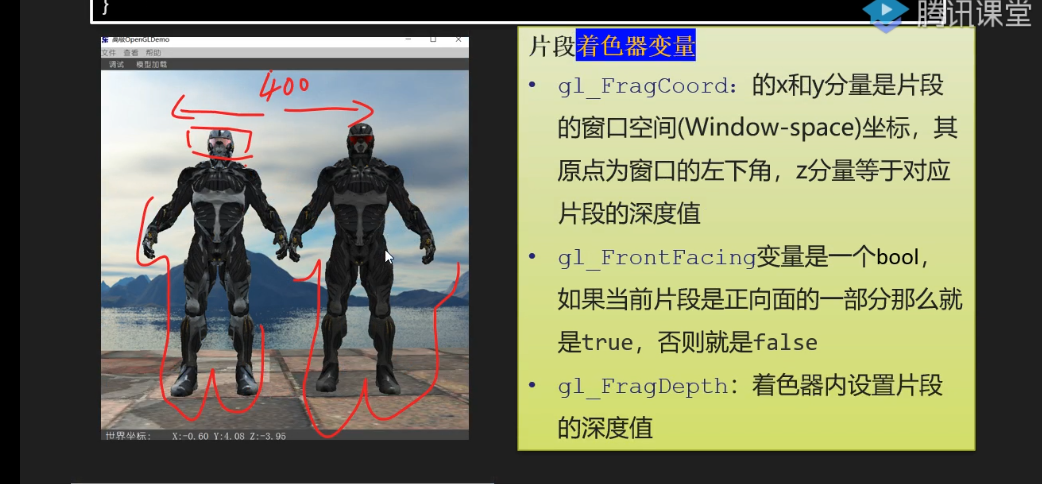 }
腾讯课堂
高级OpenGLDemo
文件 查看 帮助
调试 模型加载
400
世界坐标: X:-0.60 Y:4.08 Z:-3.95
片段着色器变量
• gl_FragCoord: 的x和y分量是片段
的窗口空间(Window-space)坐标，其
原点为窗口的左下角，z分量等于对应
片段的深度值
• gl_FrontFacing变量是一个bool，
如果当前片段是正向面的一部分那么就
是true，否则就是false
• gl_FragDepth：着色器内设置片段
的深度值